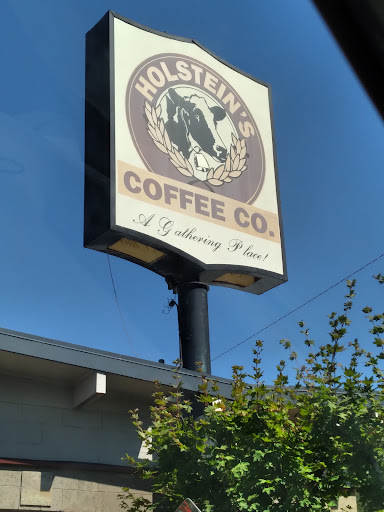 HOLSTEIN'S
COFFEE CO.
A Gathering Place!